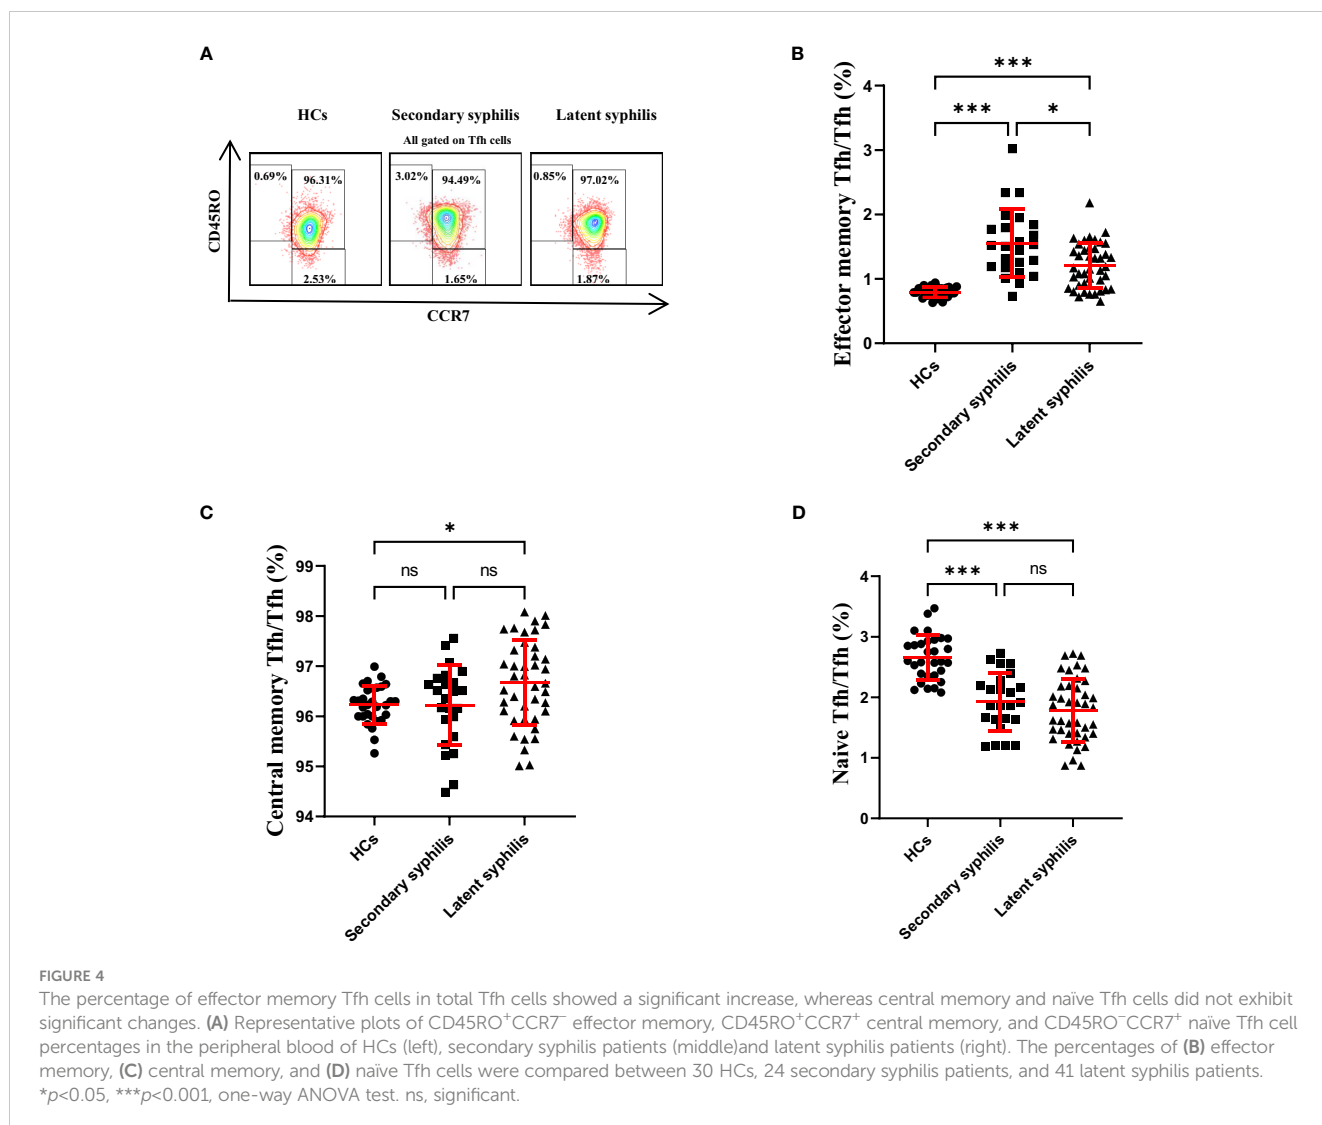 A
HCs
Secondary syphilis
Latent syphilis
All gated on Tfh cells
0.69%
96.31%
2.53%
3.02%
94.49%
1.65%
0.85%
97.02%
1.87%
CD45RO
CCR7
B
Effector memory Tfh/Tfh (%)
4
3
2
1
0
***
***
*
HCs
Secondary syphilis
Latent syphilis
C
Central memory Tfh/Tfh (%)
99
98
97
96
95
94
*
ns
ns
HCs
Secondary syphilis
Latent syphilis
D
Naive Tfh/Tfh (%)
4
3
2
1
0
***
***
ns
HCs
Secondary syphilis
Latent syphilis
FIGURE 4
The percentage of effector memory Tfh cells in total Tfh cells showed a significant increase, whereas central memory and naïve Tfh cells did not exhibit
significant changes. (A) Representative plots of CD45RO⁺CCR7⁻ effector memory, CD45RO⁺CCR7⁺ central memory, and CD45RO⁻CCR7⁺ naïve Tfh cell
percentages in the peripheral blood of HCs (left), secondary syphilis patients (middle)and latent syphilis patients (right). The percentages of (B) effector
memory, (C) central memory, and (D) naïve Tfh cells were compared between 30 HCs, 24 secondary syphilis patients, and 41 latent syphilis patients.
*p<0.05, ***p<0.001, one-way ANOVA test. ns, significant.